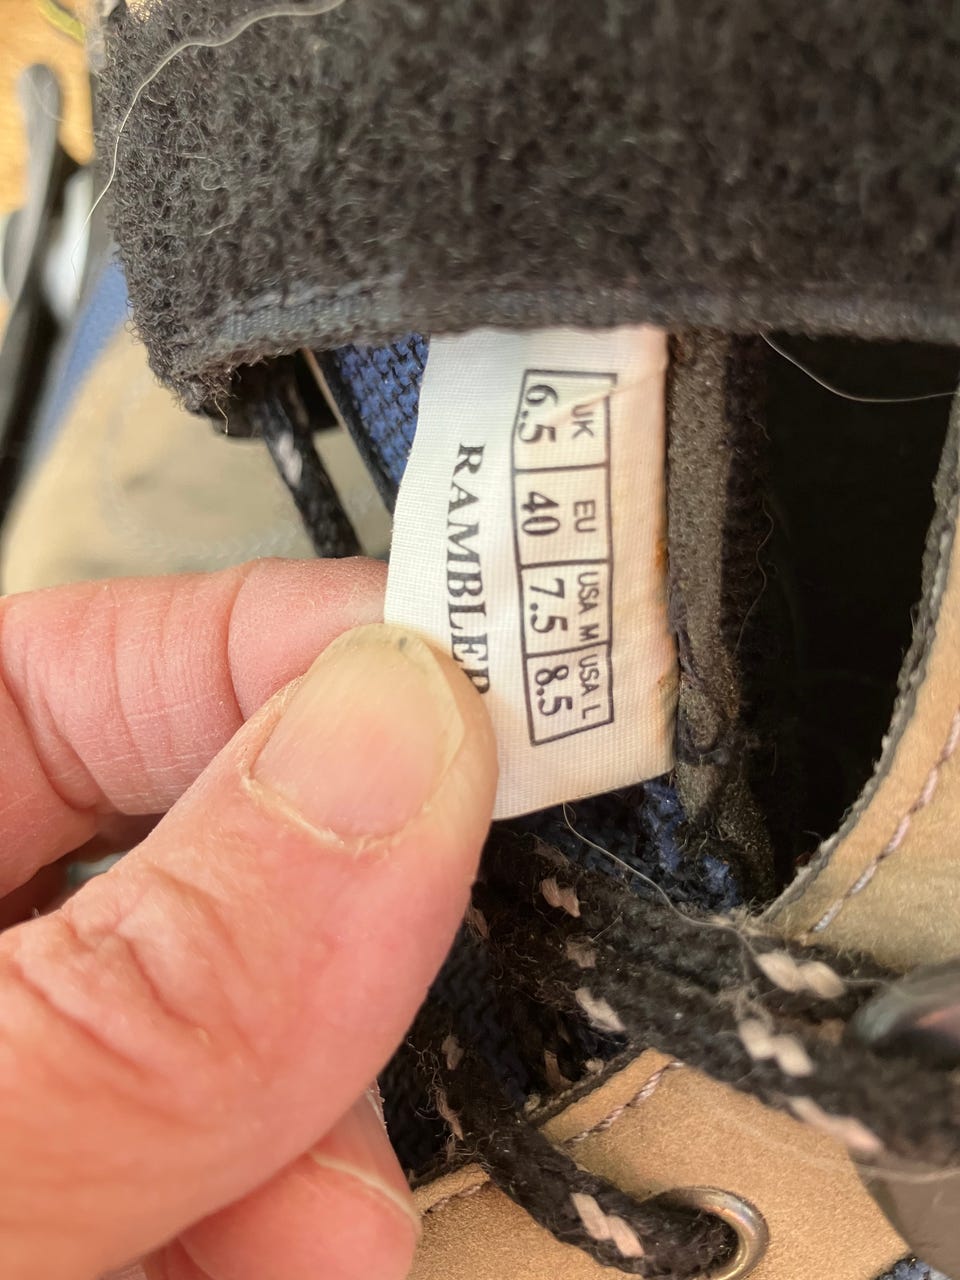 UK EU USA M USA L
6.5 40 7.5 8.5
RAMBLER